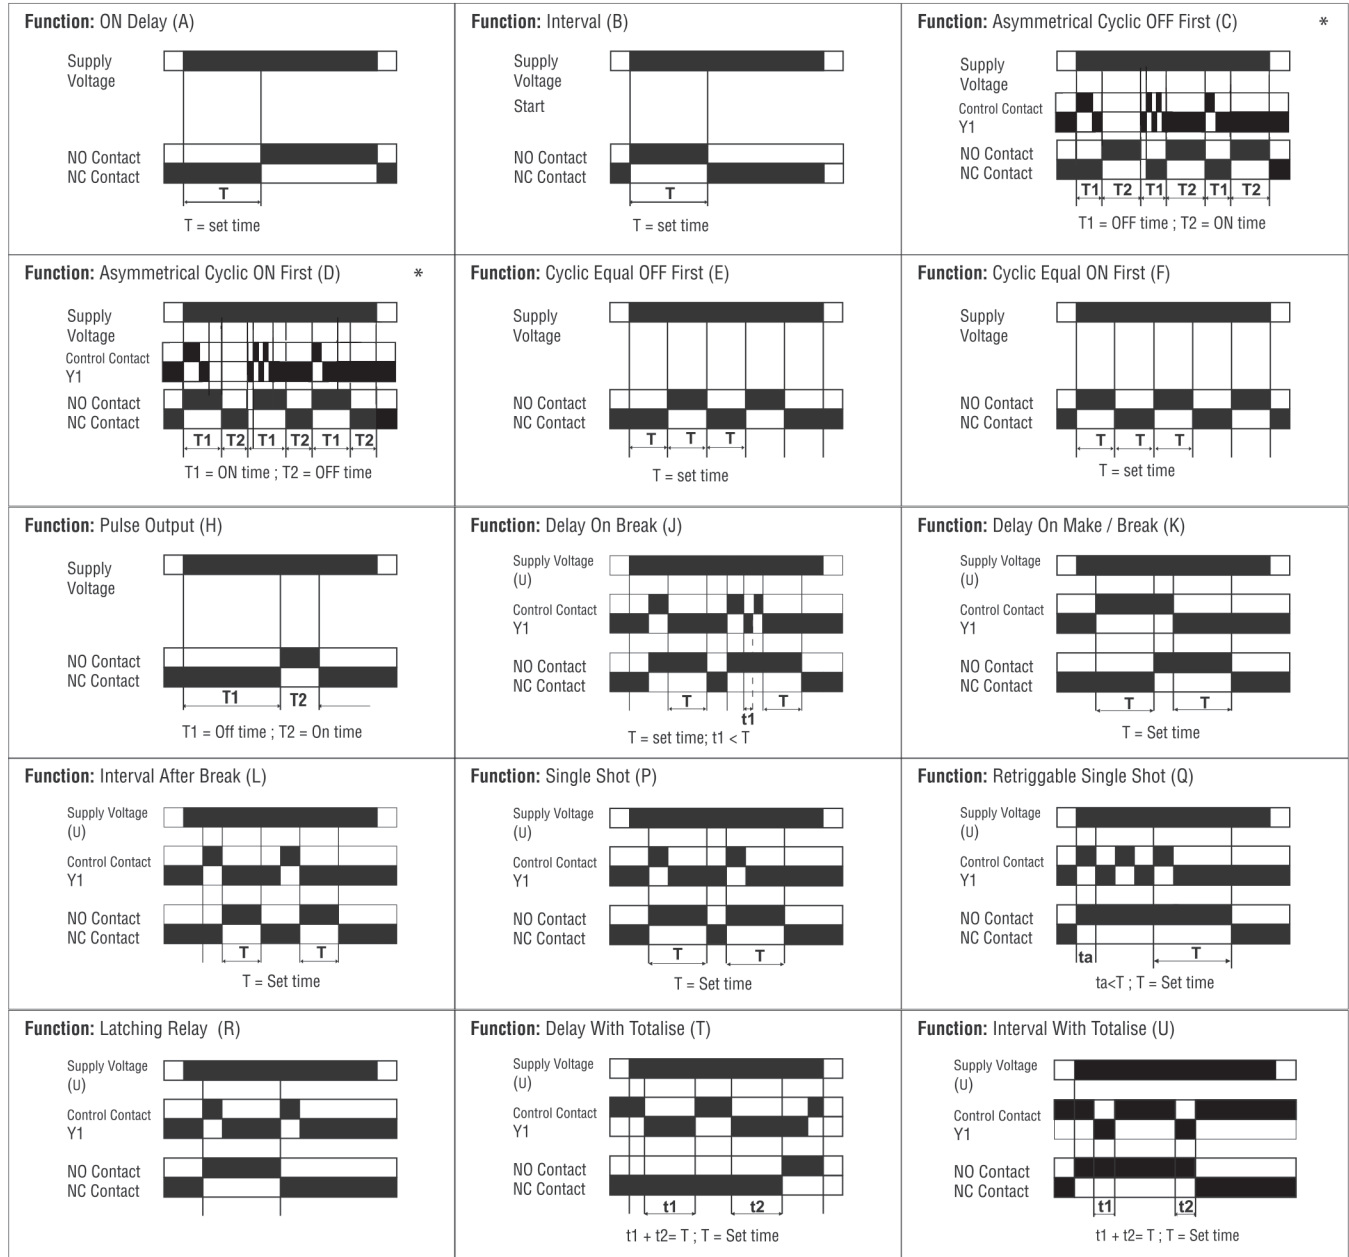 Function: ON Delay (A)
Supply
Voltage
NO Contact
NC Contact
T
T = set time
Function: Interval (B)
Supply
Voltage
Start
NO Contact
NC Contact
T
T = set time
Function: Asymmetrical Cyclic OFF First (C) *
Supply
Voltage
Control Contact
Y1
NO Contact
NC Contact
T1 T2 T1 T2 T1 T2
T1 = OFF time ; T2 = ON time
Function: Asymmetrical Cyclic ON First (D) *
Supply
Voltage
Control Contact
Y1
NO Contact
NC Contact
T1 T2 T1 T2 T1 T2
T1 = ON time ; T2 = OFF time
Function: Cyclic Equal OFF First (E)
Supply
Voltage
NO Contact
NC Contact
T T T
T = set time
Function: Cyclic Equal ON First (F)
Supply
Voltage
NO Contact
NC Contact
T T T
T = set time
Function: Pulse Output (H)
Supply
Voltage
NO Contact
NC Contact
T1 T2
T1 = Off time ; T2 = On time
Function: Delay On Break (J)
Supply Voltage
(U)
Control Contact
Y1
NO Contact
NC Contact
T t1 T
T = set time; t1 < T
Function: Delay On Make / Break (K)
Supply Voltage
(U)
Control Contact
Y1
NO Contact
NC Contact
T T
T = Set time
Function: Interval After Break (L)
Supply Voltage
(U)
Control Contact
Y1
NO Contact
NC Contact
T T
T = Set time
Function: Single Shot (P)
Supply Voltage
(U)
Control Contact
Y1
NO Contact
NC Contact
T T
T = Set time
Function: Retriggable Single Shot (Q)
Supply Voltage
(U)
Control Contact
Y1
NO Contact
NC Contact
ta T
ta<T ; T = Set time
Function: Latching Relay (R)
Supply Voltage
(U)
Control Contact
Y1
NO Contact
NC Contact
Function: Delay With Totalise (T)
Supply Voltage
(U)
Control Contact
Y1
NO Contact
NC Contact
t1 t2
t1 + t2= T ; T = Set time
Function: Interval With Totalise (U)
Supply Voltage
(U)
Control Contact
Y1
NO Contact
NC Contact
t1 t2
t1 + t2= T ; T = Set time